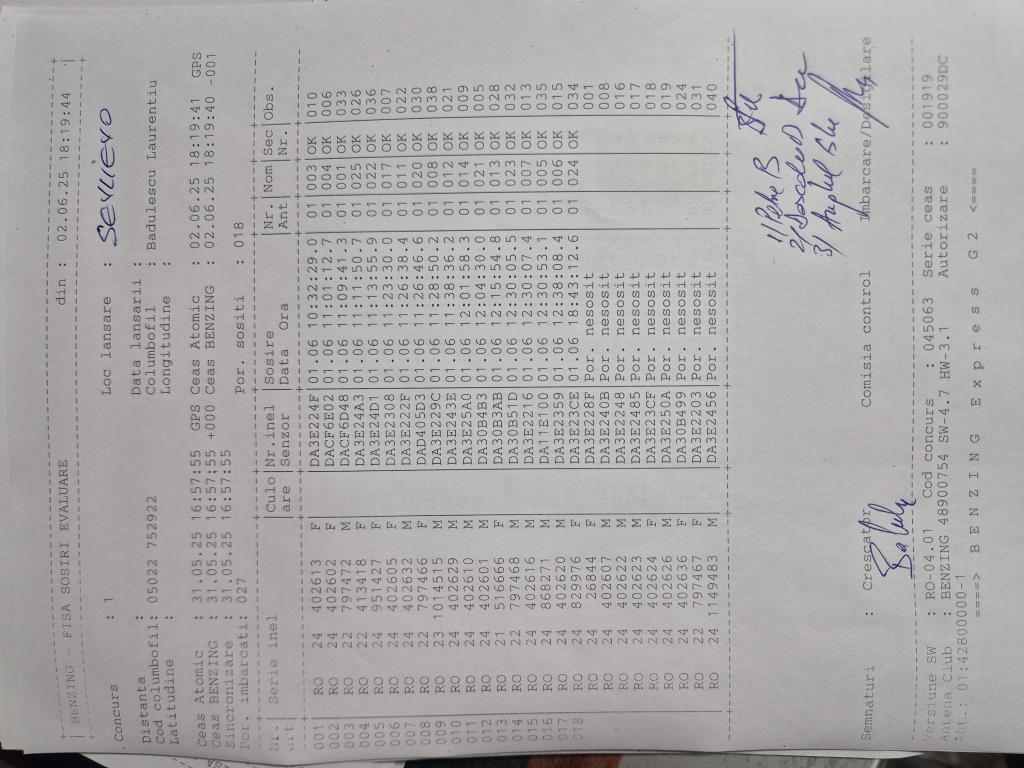 BENZING - FISA SOSIRI EVALUARE din : 02.06.25 18:19:44
Concurs : 1 Loc lansare : Sevlievo
Distanta : Data lansarii :
Cod columbofil: 05022 752922 Columbofil : Badulescu Laurentiu
Latitudine : Longitudine :
Ceas Atomic : 31.05.25 16:57:55 GPS Ceas Atomic : 02.06.25 18:19:41 GPS
Ceas BENZING : 31.05.25 16:57:55 +000 Ceas BENZING : 02.06.25 18:19:40 -001
Sincronizare : 31.05.25 16:57:55
Por. imbarcati: 027 Por. sositi : 018
Nr. Serie inel Culo Nr.inel Sosire Nr. Nom Sec Obs.
crt are Senzor Data Ora Ant Nr.
001 RO 24 402613 F DA3E224F 01.06 10:32:29.0 01 003 OK 010
002 RO 24 402602 F DACF6E02 01.06 11:01:12.7 01 004 OK 006
003 RO 22 797472 M DACF6D48 01.06 11:09:41.3 01 001 OK 033
004 RO 22 413418 F DA3E24A3 01.06 11:11:50.7 01 025 OK 026
005 RO 24 951427 F DA3E24D1 01.06 11:13:55.9 01 022 OK 036
006 RO 24 402605 F DA3E2308 01.06 11:23:30.0 01 017 OK 007
007 RO 24 402632 M DA3E222F 01.06 11:26:38.4 01 011 OK 022
008 RO 22 797466 F DAD405D3 01.06 11:26:46.6 01 020 OK 030
009 RO 23 1014515 M DA3E229C 01.06 11:28:50.2 01 008 OK 038
010 RO 24 402629 M DA3E243E 01.06 11:58:36.2 01 012 OK 021
011 RO 24 402610 M DA3E25A0 01.06 12:01:58.3 01 014 OK 009
012 RO 24 402601 M DA30B4B3 01.06 12:04:30.0 01 021 OK 005
013 RO 21 516666 F DA30B3AB 01.06 12:15:54.8 01 013 OK 028
014 RO 22 797468 M DA30B51D 01.06 12:30:05.5 01 023 OK 032
015 RO 24 402616 M DA3E2216 01.06 12:30:07.4 01 007 OK 013
016 RO 24 868271 M DA11E100 01.06 12:30:53.1 01 005 OK 035
017 RO 24 402620 M DA3E2359 01.06 12:38:08.4 01 006 OK 015
018 RO 24 829976 F DA3E23CE 01.06 18:43:12.6 01 024 OK 034
RO 24 26844 F DA3E228F Por. nesosit 001
RO 24 402607 M DA3E240B Por. nesosit 008
RO 24 402622 M DA3E2248 Por. nesosit 016
RO 24 402623 M DA3E2485 Por. nesosit 017
RO 24 402624 F DA3E23CF Por. nesosit 018
RO 24 402626 M DA3E250A Por. nesosit 019
RO 24 402636 F DA30B499 Por. nesosit 024
RO 22 797467 F DA3E2203 Por. nesosit 031
RO 24 1149483 M DA3E2456 Por. nesosit 040
1) Petre B
2)
3)
Semnaturi : Crescator Comisia control Imbarcare/Desigilare
Versiune SW : RO-04.01 Cod concurs : 045063 Serie ceas : 001919
Antena Club : BENZING 48900754 SW-4.7 HW-3.1 Autorizare : 900029DC
Aht.: 01:428000000-1
====> B E N Z I N G E x p r e s s G 2 <====